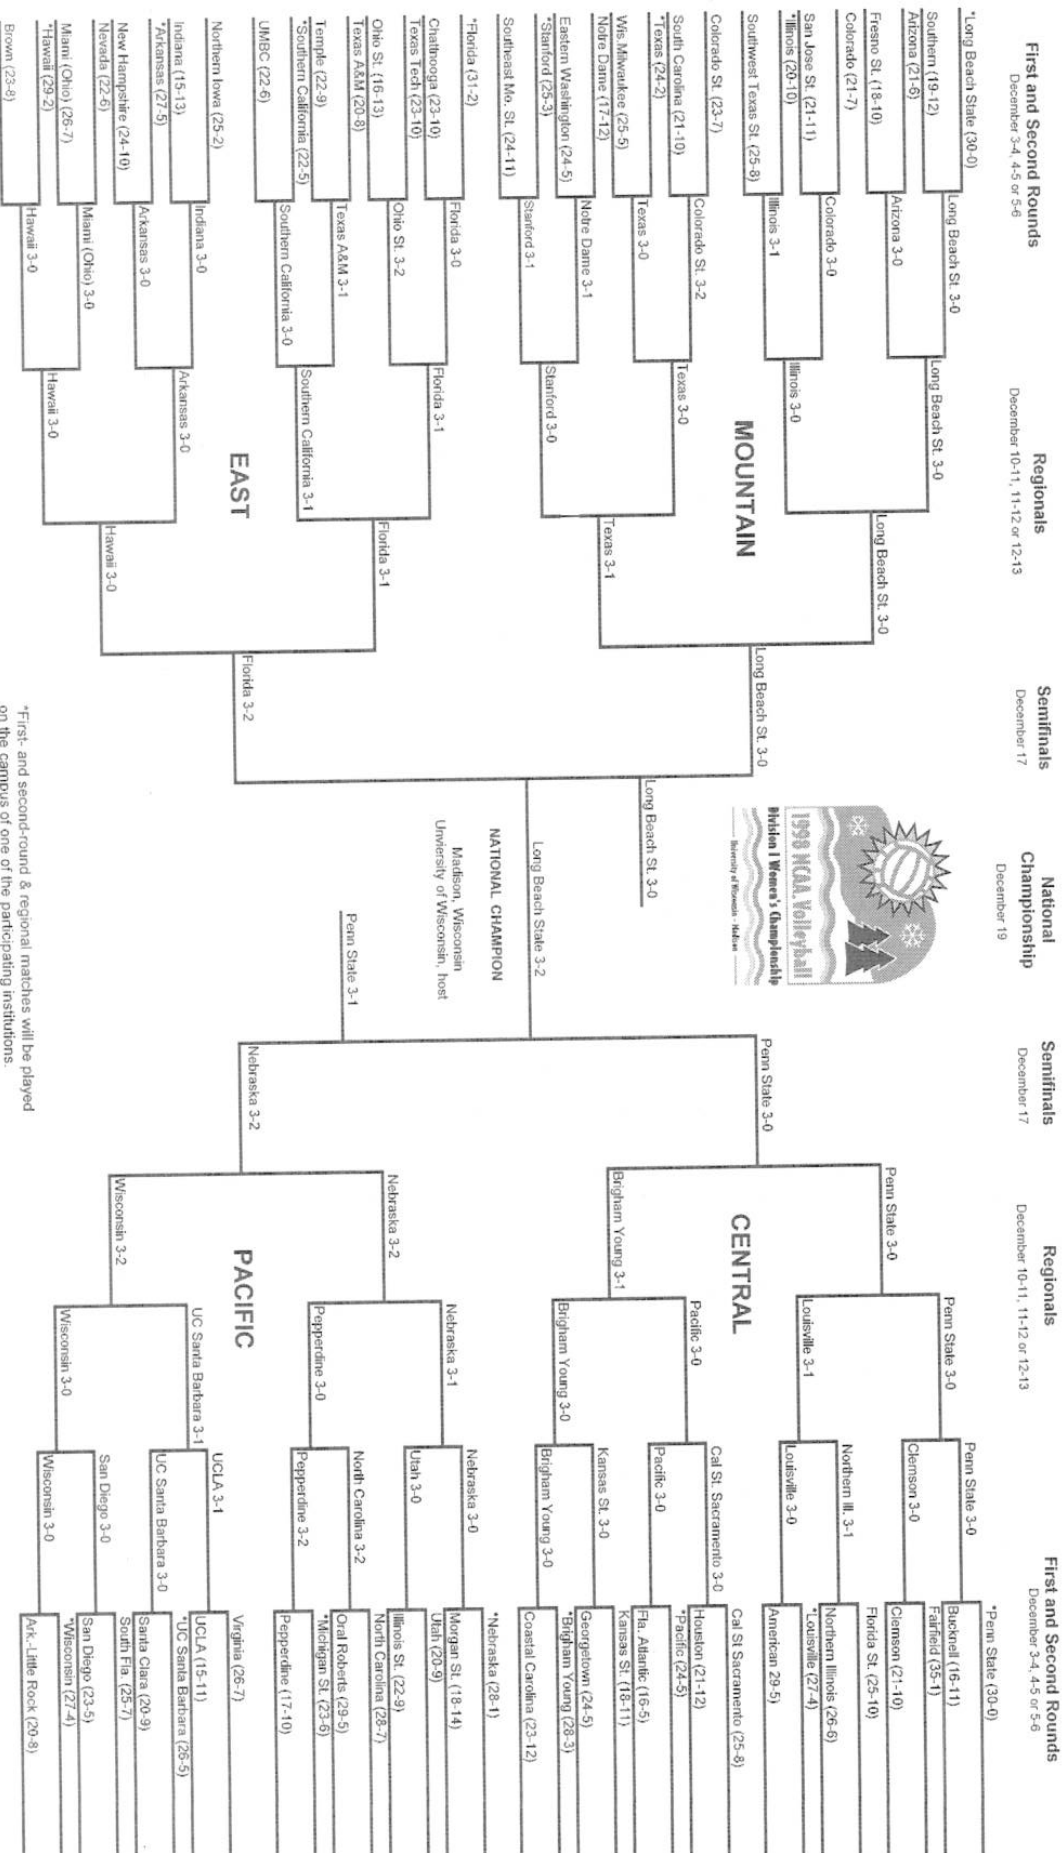 First and Second Rounds
December 3-4, 4-5 or 5-6
Regionals
December 10-11, 11-12 or 12-13
Semifinals
December 17
National
Championship
December 19
Semifinals
December 17
Regionals
December 10-11, 11-12 or 12-13
First and Second Rounds
December 3-4, 4-5 or 5-6
*Long Beach State (30-0)
Southern (19-12)
Arizona (21-6)
Fresno St. (18-10)
Colorado (21-7)
San Jose St. (21-11)
*Illinois (20-10)
Southwest Texas St. (25-8)
Colorado St. (23-7)
South Carolina (21-10)
*Texas (24-2)
Wis Milwaukee (25-5)
Notre Dame (17-12)
Eastern Washington (24-5)
*Stanford (25-3)
Southeast Mo. St. (24-11)
*Florida (31-2)
Chattnooga (23-10)
Texas Tech (23-10)
Ohio St. (16-13)
Texas A&M (20-8)
Temple (22-9)
*Southern California (22-5)
UMBC (22-6)
Northern Iowa (25-2)
Indiana (15-13)
*Arkansas (27-5)
New Hampshire (24-10)
Nevada (22-6)
Miami (Ohio) (26-7)
*Hawaii (29-2)
Brown (23-8)
Long Beach St. 3-0
Arizona 3-0
Colorado 3-0
Illinois 3-1
Colorado St. 3-2
Texas 3-0
Notre Dame 3-1
Stanford 3-1
Florida 3-0
Ohio St. 3-2
Texas A&M 3-1
Southern California 3-0
Indiana 3-0
Arkansas 3-0
Miami (Ohio) 3-0
Hawaii 3-0
Long Beach St. 3-0
Illinois 3-0
Texas 3-0
Stanford 3-0
Florida 3-1
Southern California 3-1
Arkansas 3-0
Hawaii 3-0
MOUNTAIN
EAST
Long Beach St. 3-0
Texas 3-1
Florida 3-1
Hawaii 3-0
Long Beach St. 3-0
Florida 3-2
Long Beach St. 3-0
1998 NCAA Volleyball
Division I Women's Championship
University of Wisconsin - Madison
Long Beach State 3-2
NATIONAL CHAMPION
Madison, Wisconsin
Unviersity of Wisconsin, host
Penn State 3-1
Penn State 3-0
Nebraska 3-2
Penn State 3-0
Brigham Young 3-1
Nebraska 3-2
Wisconsin 3-2
CENTRAL
PACIFIC
Penn State 3-0
Louisville 3-1
Pacific 3-0
Brigham Young 3-0
Nebraska 3-1
Pepperdine 3-0
UC Santa Barbara 3-1
Wisconsin 3-0
Penn State 3-0
Clemson 3-0
Northern Ill. 3-1
Louisville 3-0
Cal St. Sacramento 3-0
Pacific 3-0
Kansas St. 3-0
Brigham Young 3-0
Nebraska 3-0
Utah 3-0
North Carolina 3-2
Pepperdine 3-2
UCLA 3-1
UC Santa Barbara 3-0
San Diego 3-0
Wisconsin 3-0
*Penn State (30-0)
Bucknell (16-11)
Fairfield (35-1)
Clemson (21-10)
Florida St. (25-10)
Northern Illinois (26-6)
*Louisville (27-4)
American 29-5)
Cal St Sacramento (25-8)
Houston (21-12)
*Pacific (24-5)
Fla. Atlantic (16-5)
Kansas St. (18-11)
Georgetown (24-5)
*Brigham Young (28-3)
Coastal Carolina (23-12)
*Nebraska (28-1)
Morgan St. (18-14)
Utah (20-9)
Illinois St. (22-9)
North Carolina (28-7)
Oral Roberts (29-5)
*Michigan St. (23-6)
Pepperdine (17-10)
Virginia (26-7)
UCLA (15-11)
*UC Santa Barbara (26-5)
Santa Clara (20-9)
South Fla. (25-7)
San Diego (23-5)
*Wisconsin (27-4)
Ark.-Little Rock (20-8)
*First- and second-round & regional matches will be played
on the campus of one of the participating institutions.